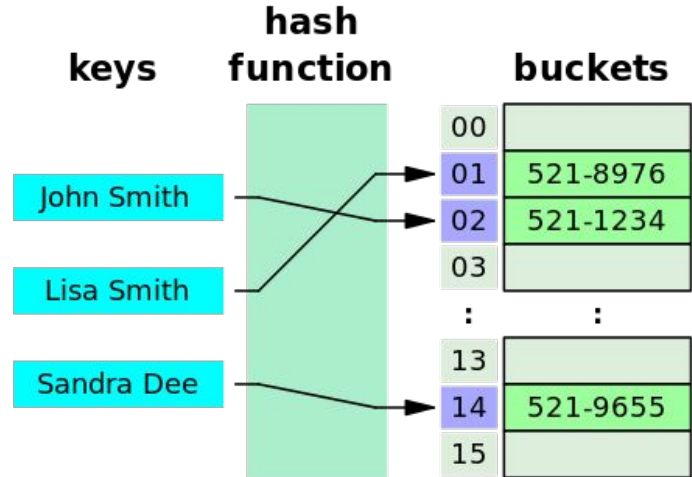 hash
keys function buckets
00
01 521-8976
John Smith
02 521-1234
03
Lisa Smith
: :
13
Sandra Dee
14 521-9655
15